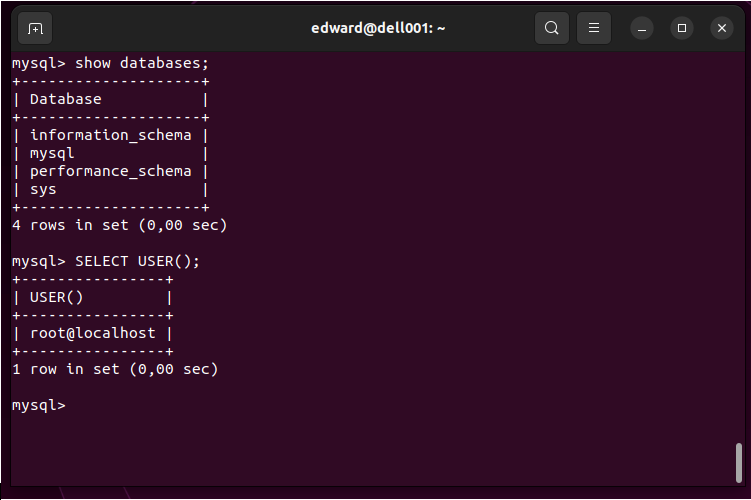 edward@dell001: ~
mysql> show databases;
+--------------------+
| Database           |
+--------------------+
| information_schema |
| mysql              |
| performance_schema |
| sys                |
+--------------------+
4 rows in set (0,00 sec)
mysql> SELECT USER();
+----------------+
| USER()         |
+----------------+
| root@localhost |
+----------------+
1 row in set (0,00 sec)
mysql>